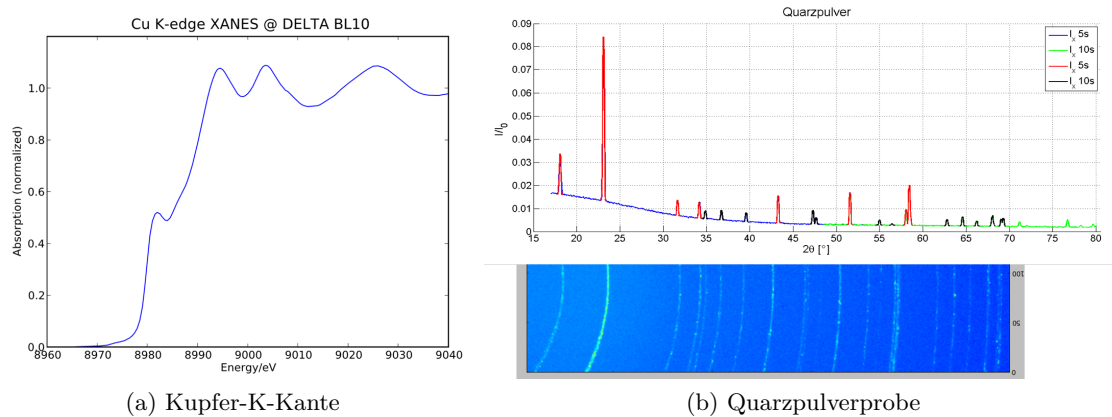 Cu K-edge XANES @ DELTA BL10
Absorption (normalized)
1.0
0.8
0.6
0.4
0.2
0.0
8960 8970 8980 8990 9000 9010 9020 9030 9040
Energy/eV
(a) Kupfer-K-Kante
Quarzpulver
I/I0
0.09
0.08
0.07
0.06
0.05
0.04
0.03
0.02
0.01
0
15 20 25 30 35 40 45 50 55 60 65 70 75 80
2θ [°]
Ix 5s
Ix 10s
Ix 5s
Ix 10s
100
50
0
(b) Quarzpulverprobe